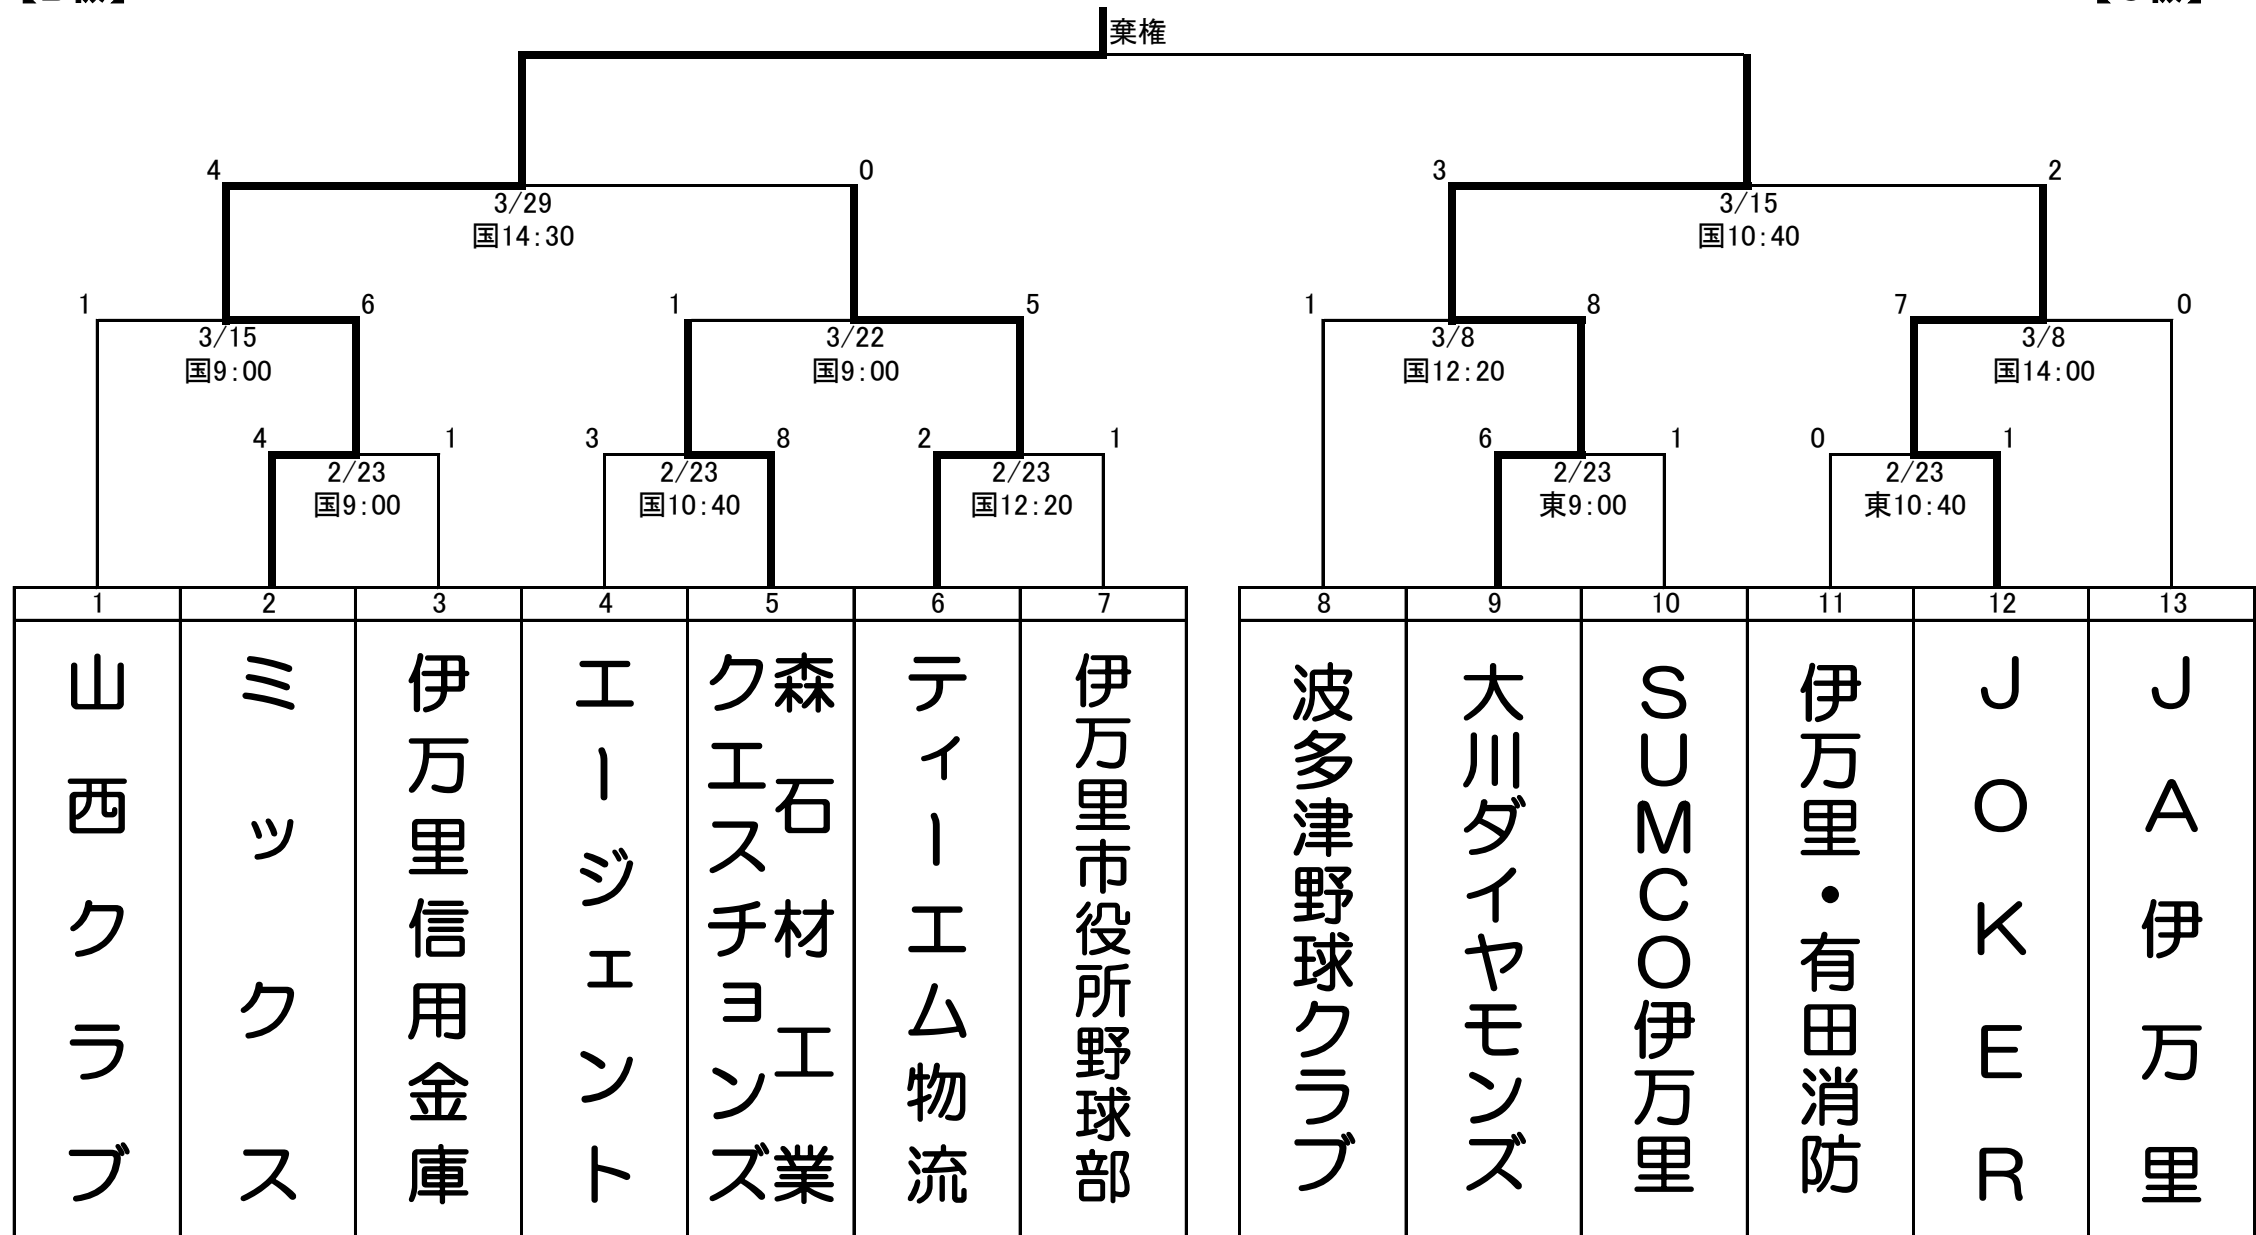 棄権
4
0
3
2
3/29
国14:30
3/15
国10:40
1
6
1
5
1
8
7
0
3/15
国9:00
3/22
国9:00
3/8
国12:20
3/8
国14:00
4
1
3
8
2
1
6
1
0
1
2/23
国9:00
2/23
国10:40
2/23
国12:20
2/23
東9:00
2/23
東10:40
1
2
3
4
5
6
7
8
9
10
11
12
13
山西クラブ
ミックス
伊万里信用金庫
エージェント
森石材工業
クエスチョンズ
ティーエム物流
伊万里市役所野球部
波多津野球クラブ
大川ダイヤモンズ
SUMCO伊万里
伊万里・有田消防
JOKER
JA伊万里